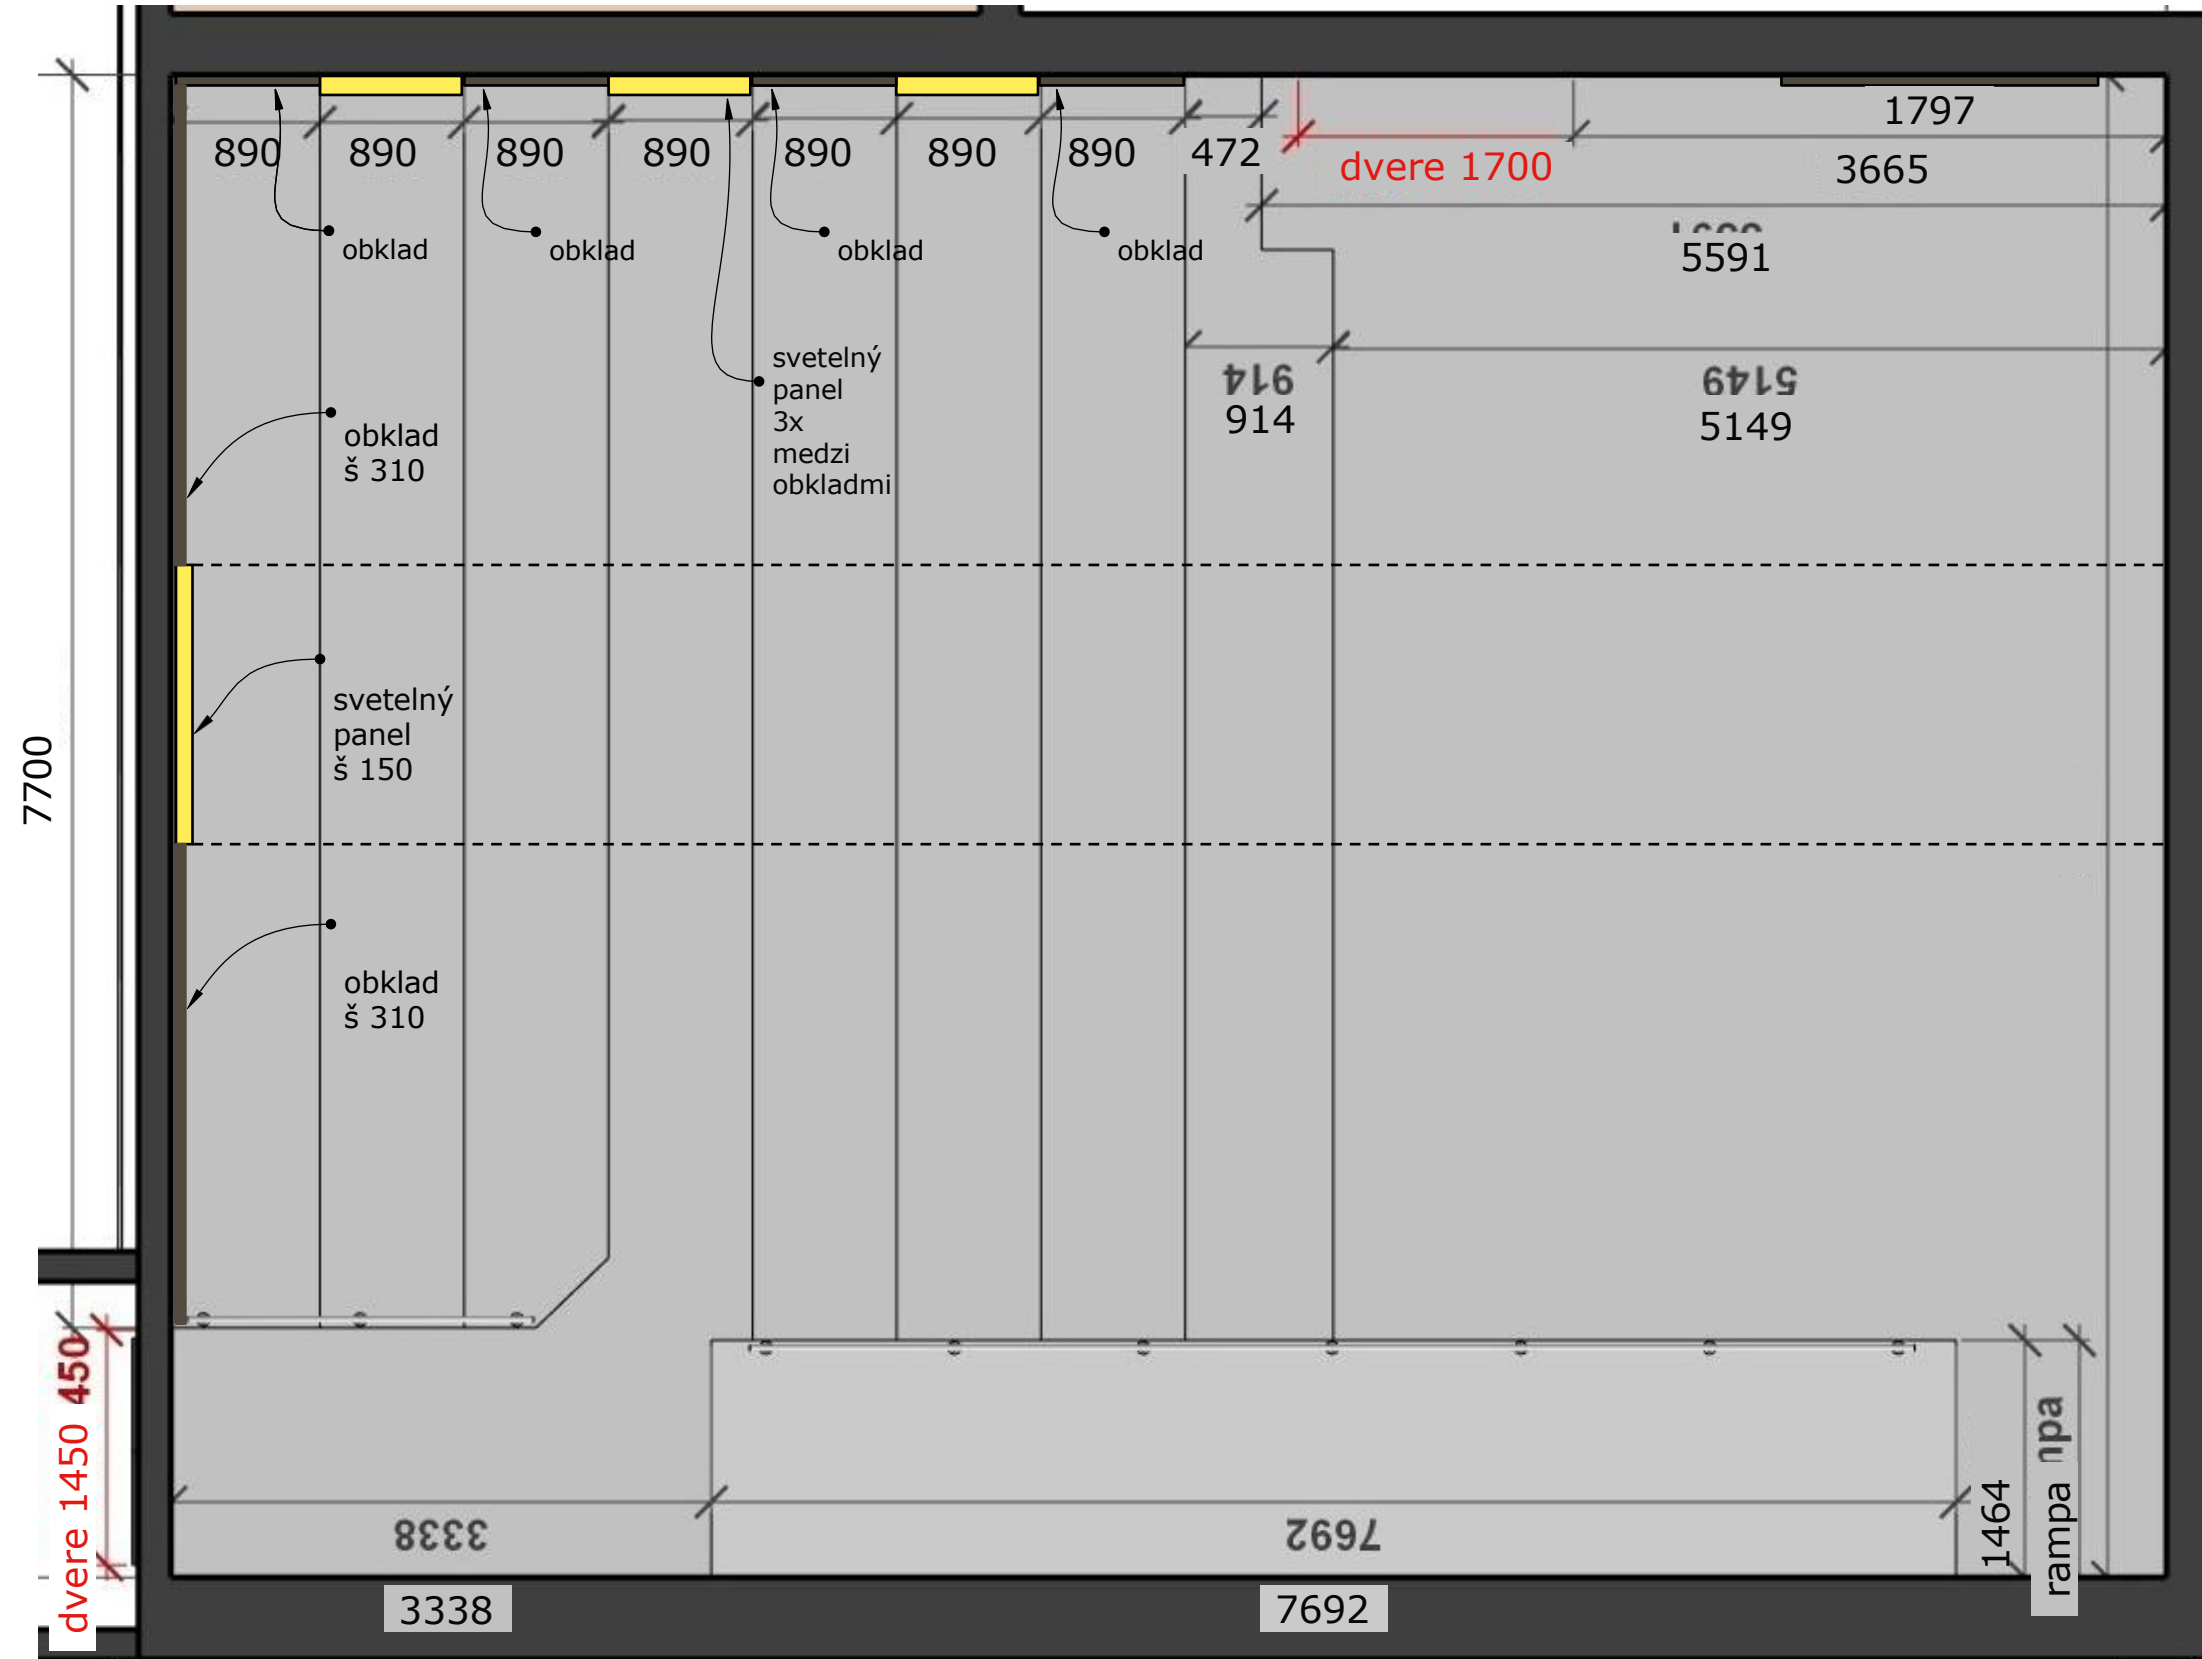 1797
890
890
890
890
890
890
890
472
dvere 1700
3665
obklad
obklad
obklad
obklad
5591
svetelný
panel
3x
medzi
obkladmi
914
5149
914
5149
obklad
š 310
svetelný
panel
š 150
7700
obklad
š 310
450
dvere 1450
3338
7692
1464
rampa
3338
7692